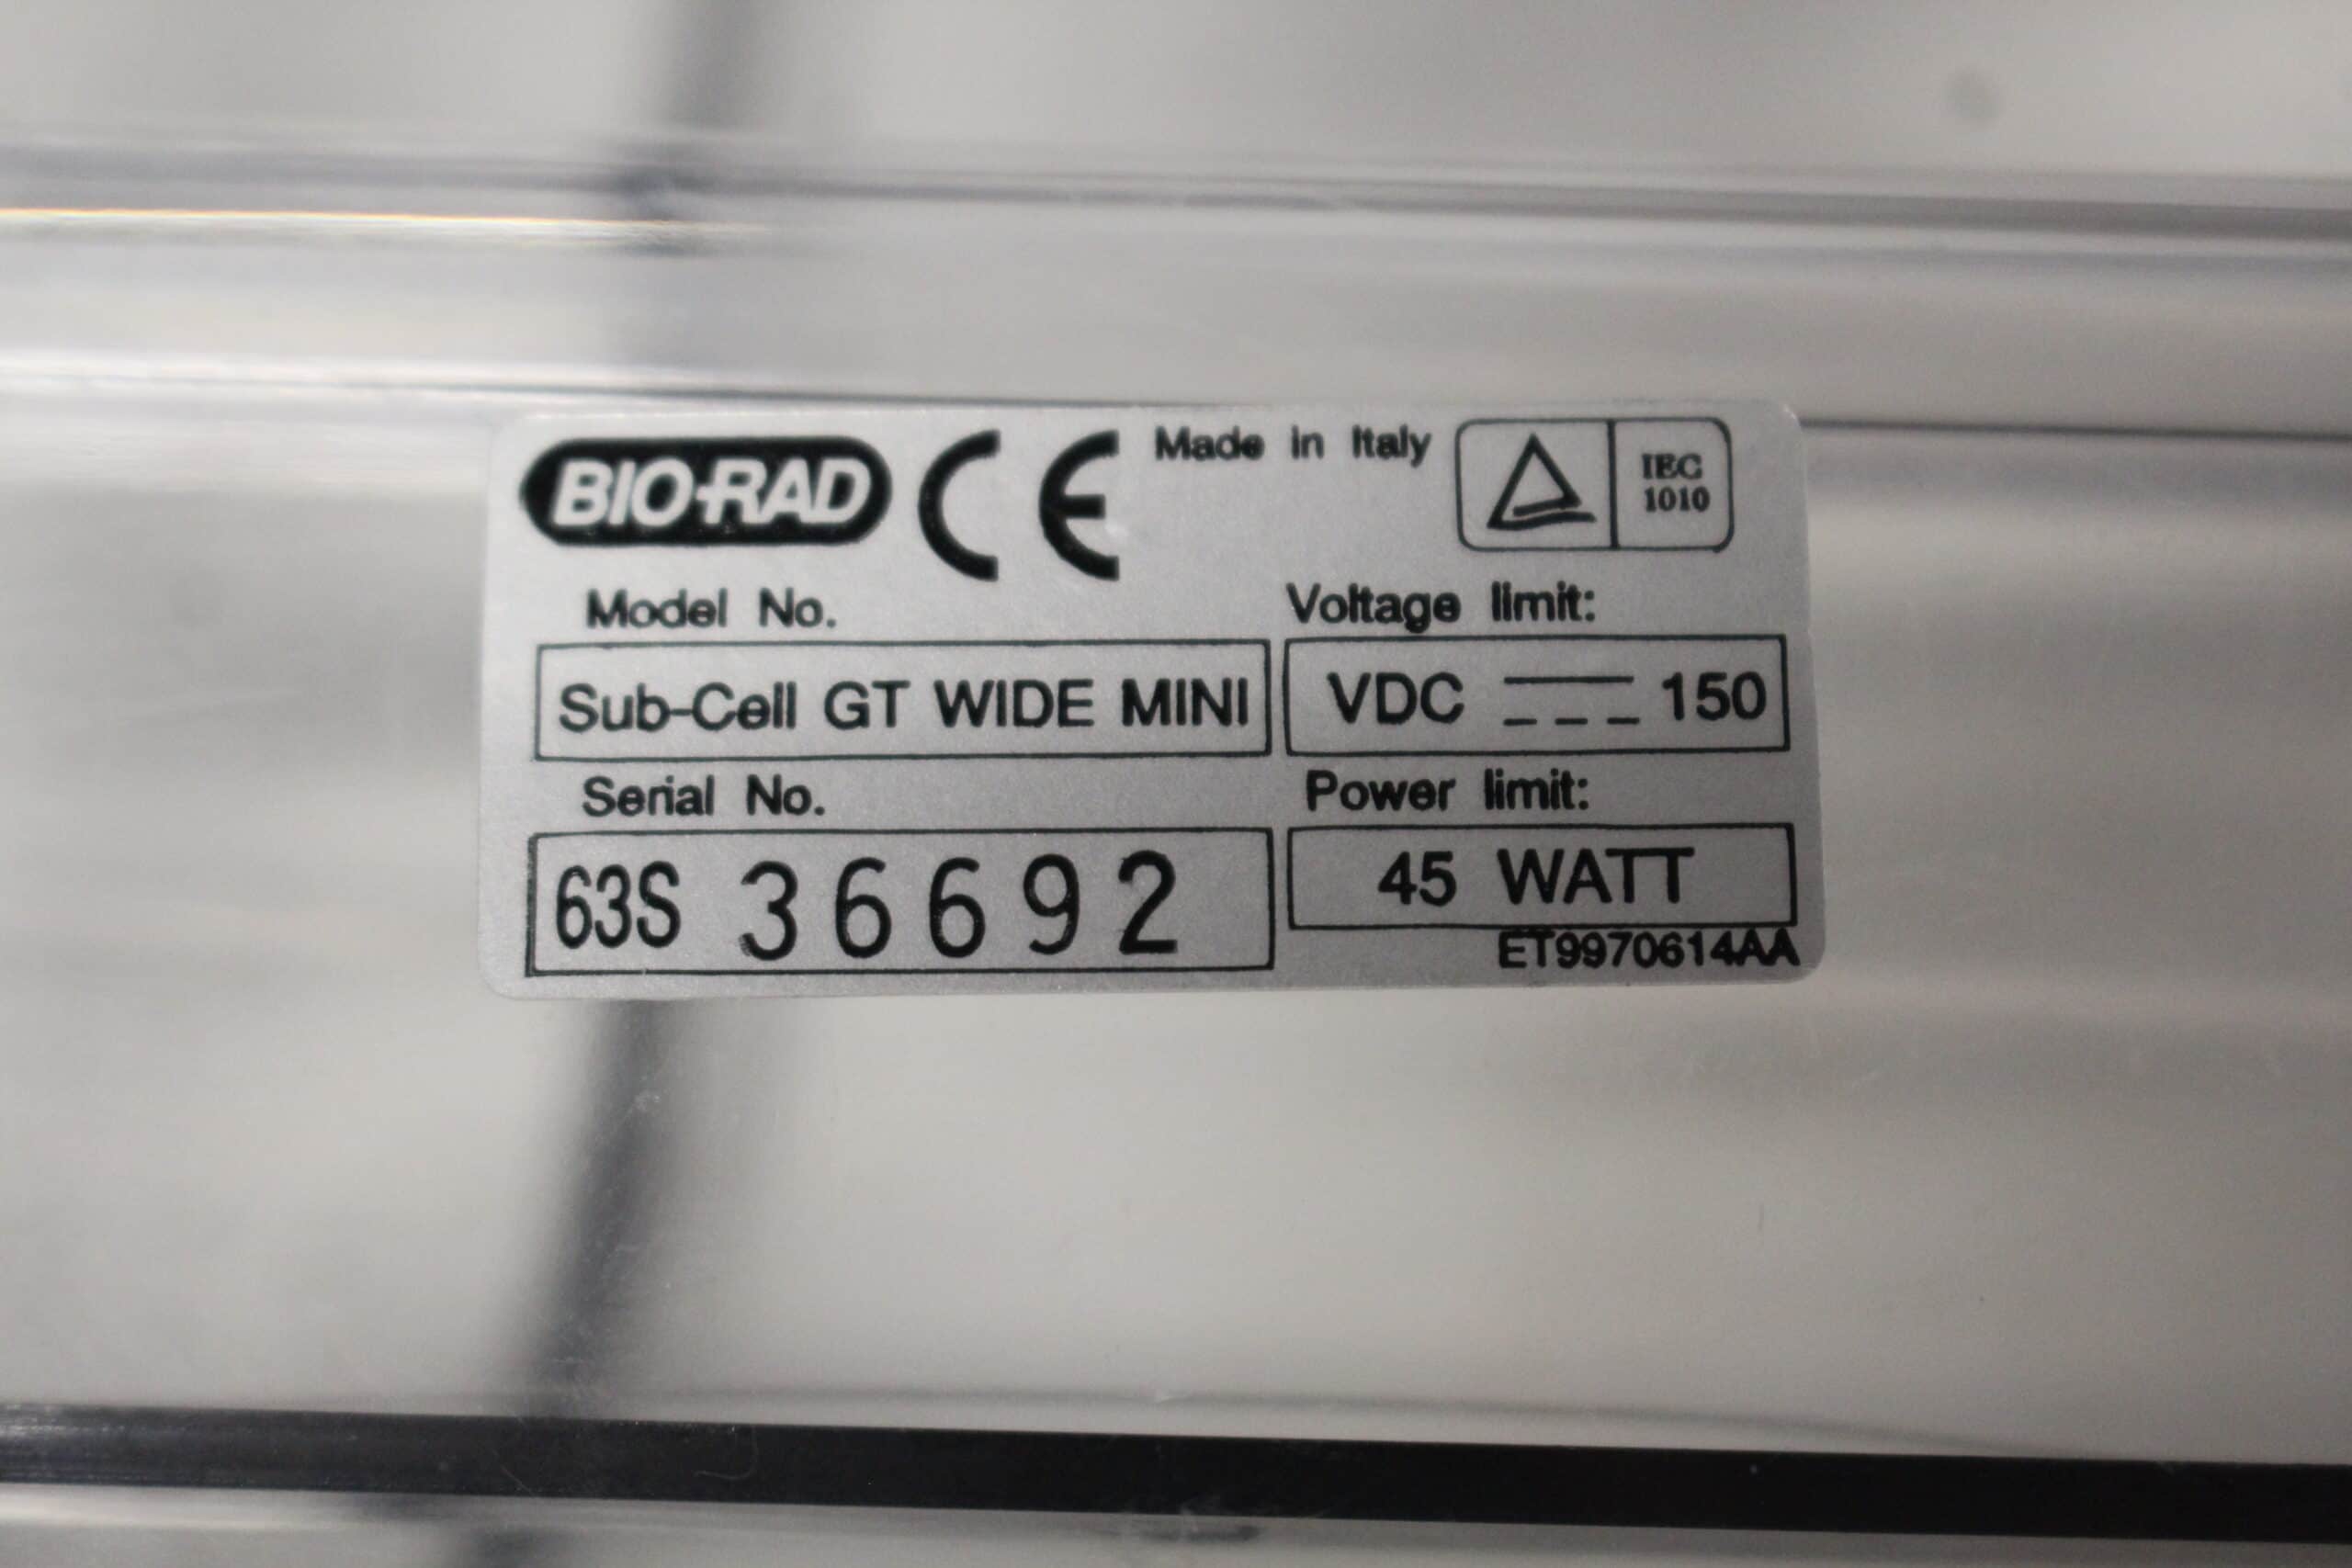 BIO-RAD CE Made in Italy
IEC
1010
Model No. Voltage limit:
Sub-Cell GT WIDE MINI VDC 150
Serial No. Power limit:
63S 36692 45 WATT
ET9970614AA